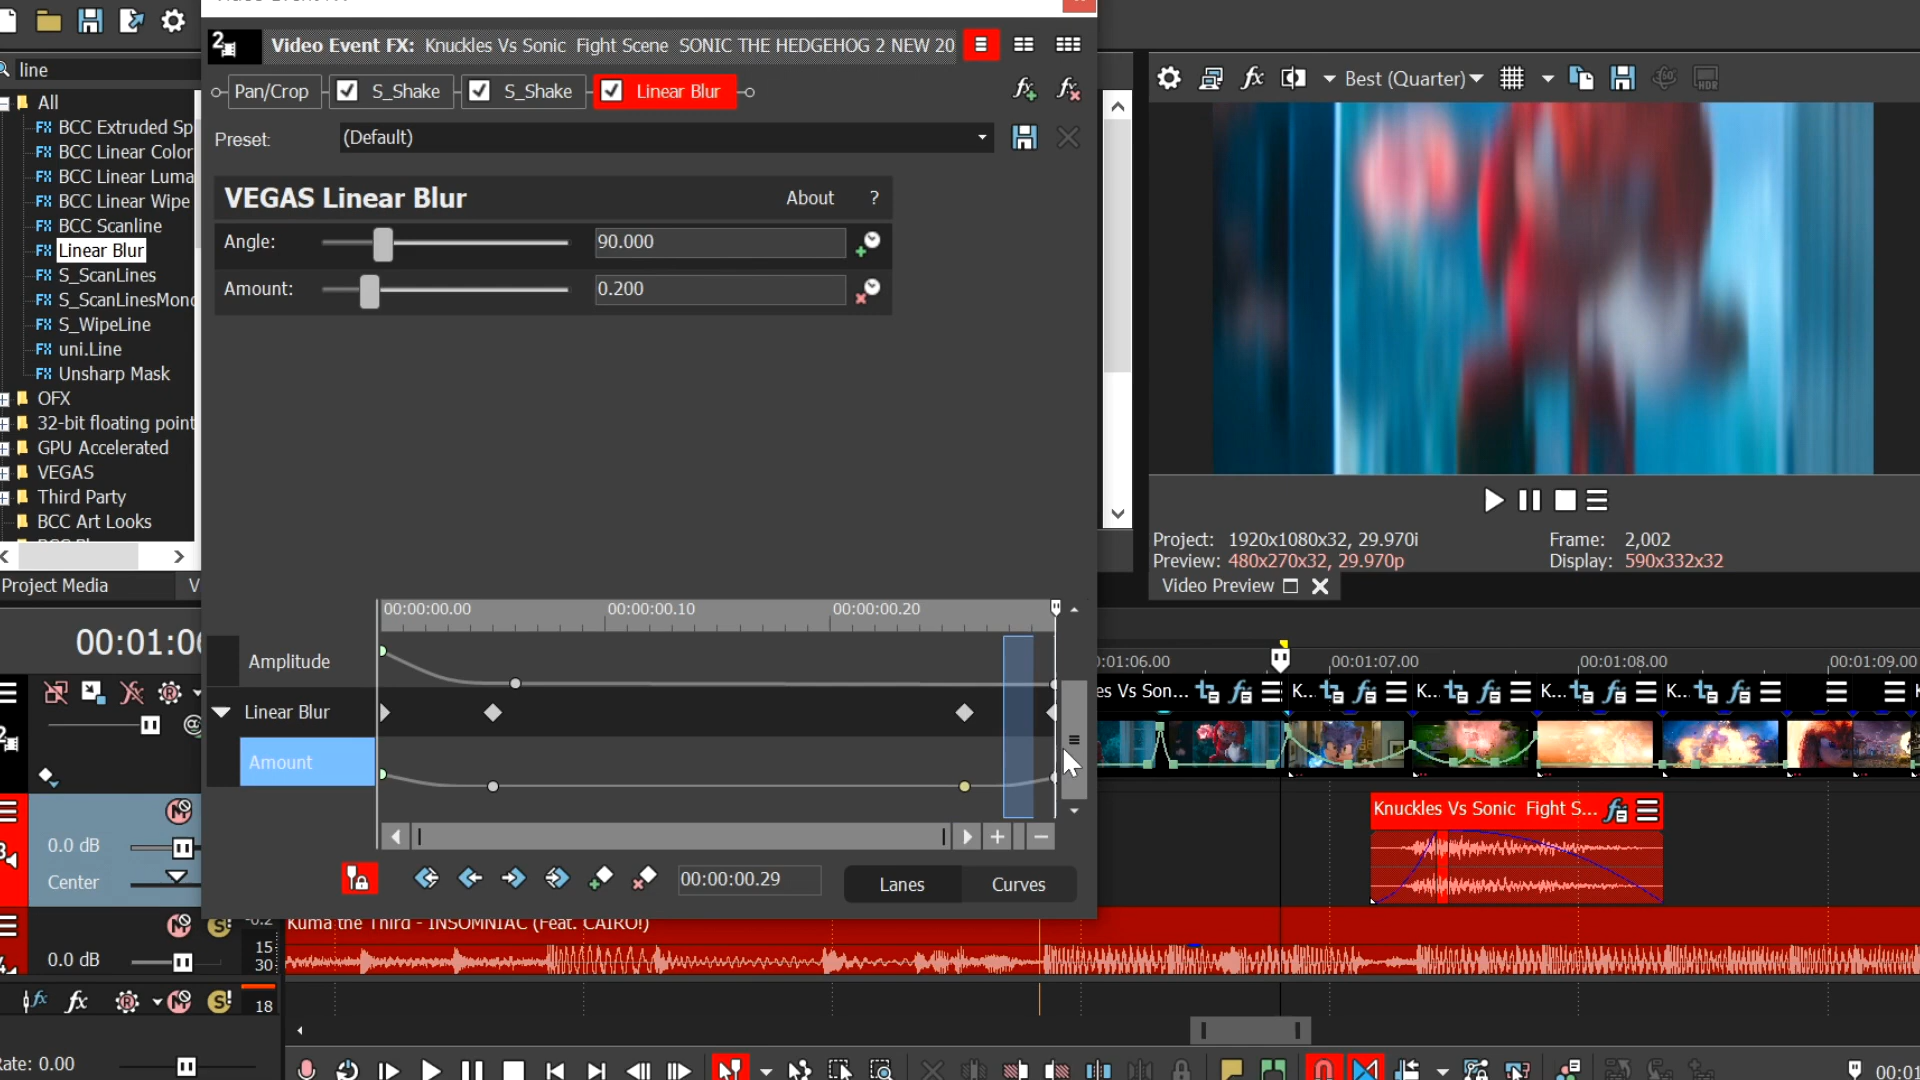 Video Event FX: Knuckles Vs Sonic Fight Scene SONIC THE HEDGEHOG 2 NEW 20
line
Pan/Crop
S_Shake
S_Shake
Linear Blur
Best (Quarter)
All
BCC Extruded Sp
BCC Linear Color
BCC Linear Luma
BCC Linear Wipe
BCC Scanline
Linear Blur
S_ScanLines
S_ScanLinesMono
S_WipeLine
uni.Line
Unsharp Mask
OFX
32-bit floating point
GPU Accelerated
VEGAS
Third Party
BCC Art Looks
Project Media
V
Preset:
(Default)
VEGAS Linear Blur
About
?
Angle:
90.000
Amount:
0.200
Project: 1920x1080x32, 29.970i
Frame: 2,002
Preview: 480x270x32, 29.970p
Display: 590x332x32
Video Preview
00:00:00.00
00:00:00.10
00:00:00.20
Amplitude
Linear Blur
Amount
00:00:00.29
Lanes
Curves
00:01:0
01:06.00
00:01:07.00
00:01:08.00
00:01:09.00
es Vs Son...
K...
K...
K...
K...
Knuckles Vs Sonic Fight S...
0.0 dB
Center
Kuma the Third - INSOMNIAC (Feat. CAIRO!)
-0.2
15
30
0.0 dB
18
ate: 0.00
00:01